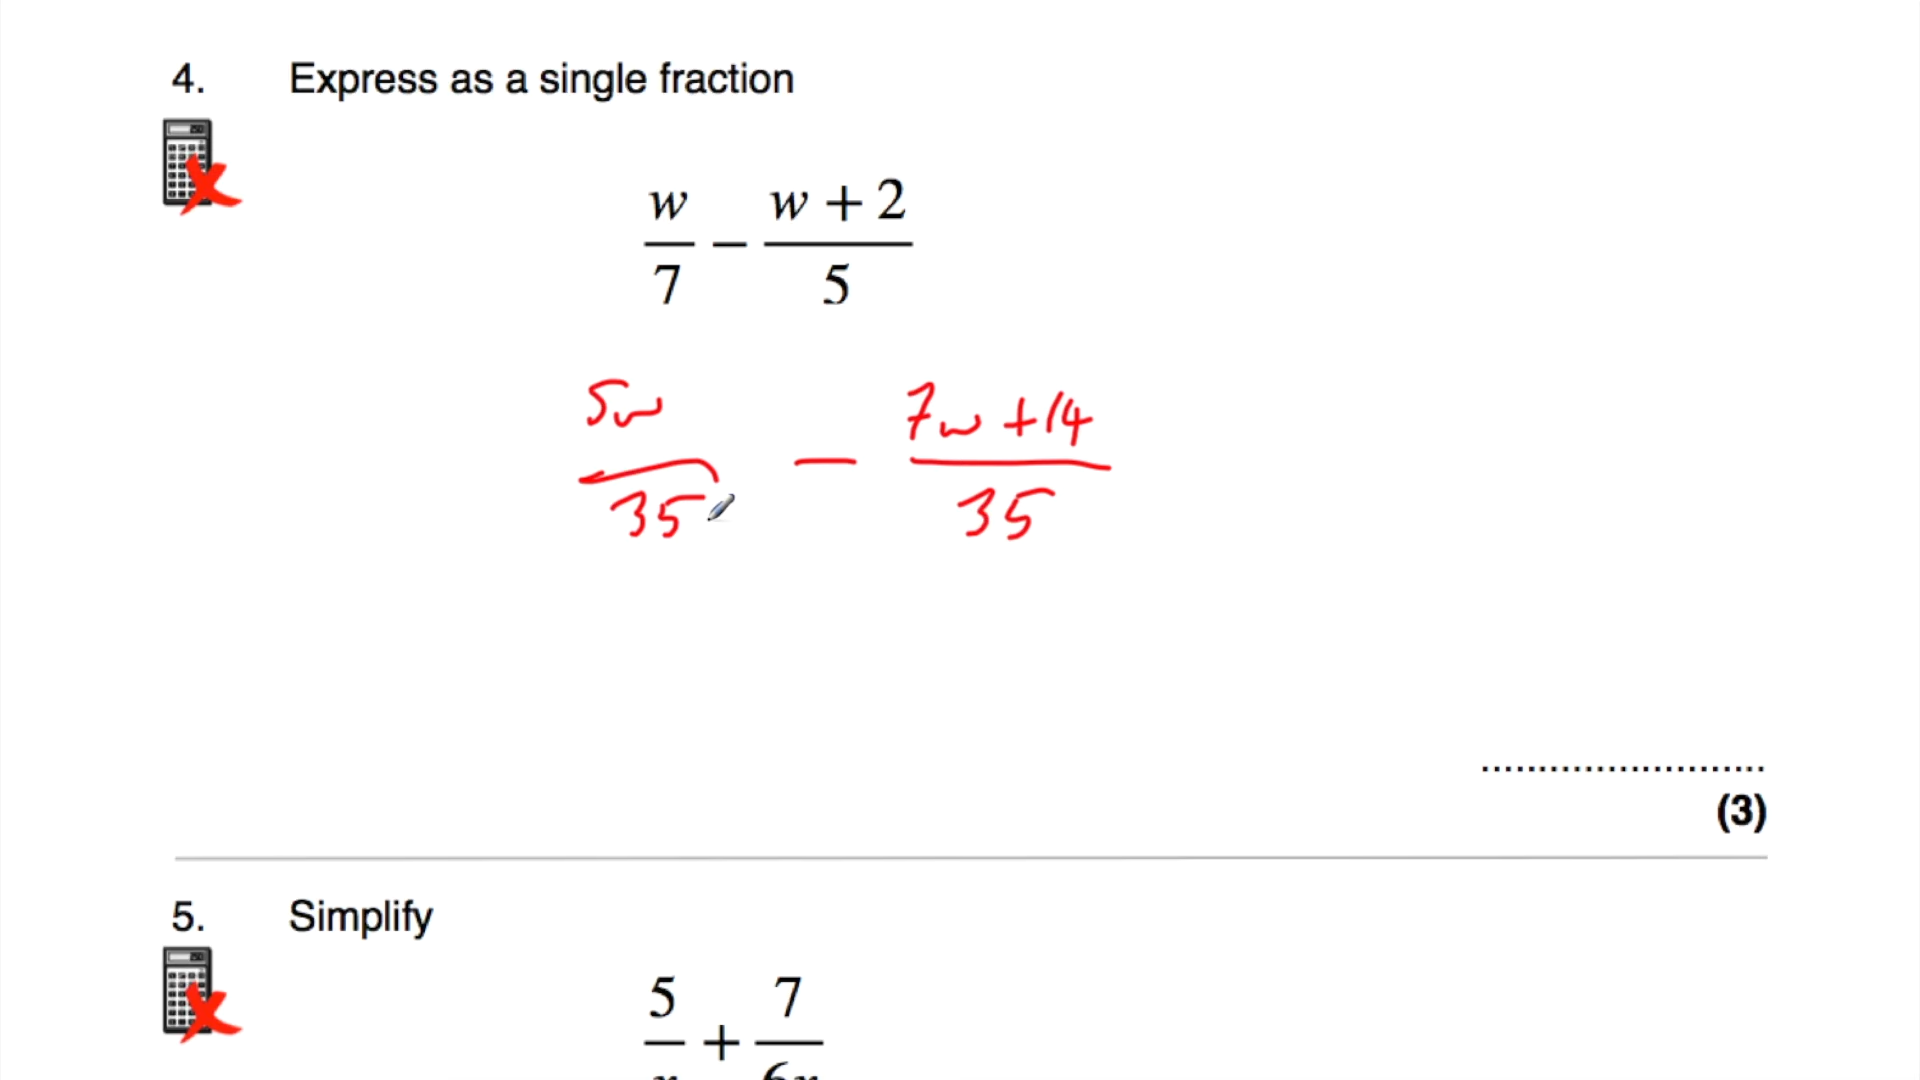 4. Express as a single fraction
w/7 − (w + 2)/5
5w/35 − (7w + 14)/35
........................
(3)
5. Simplify
5/x + 7/6x